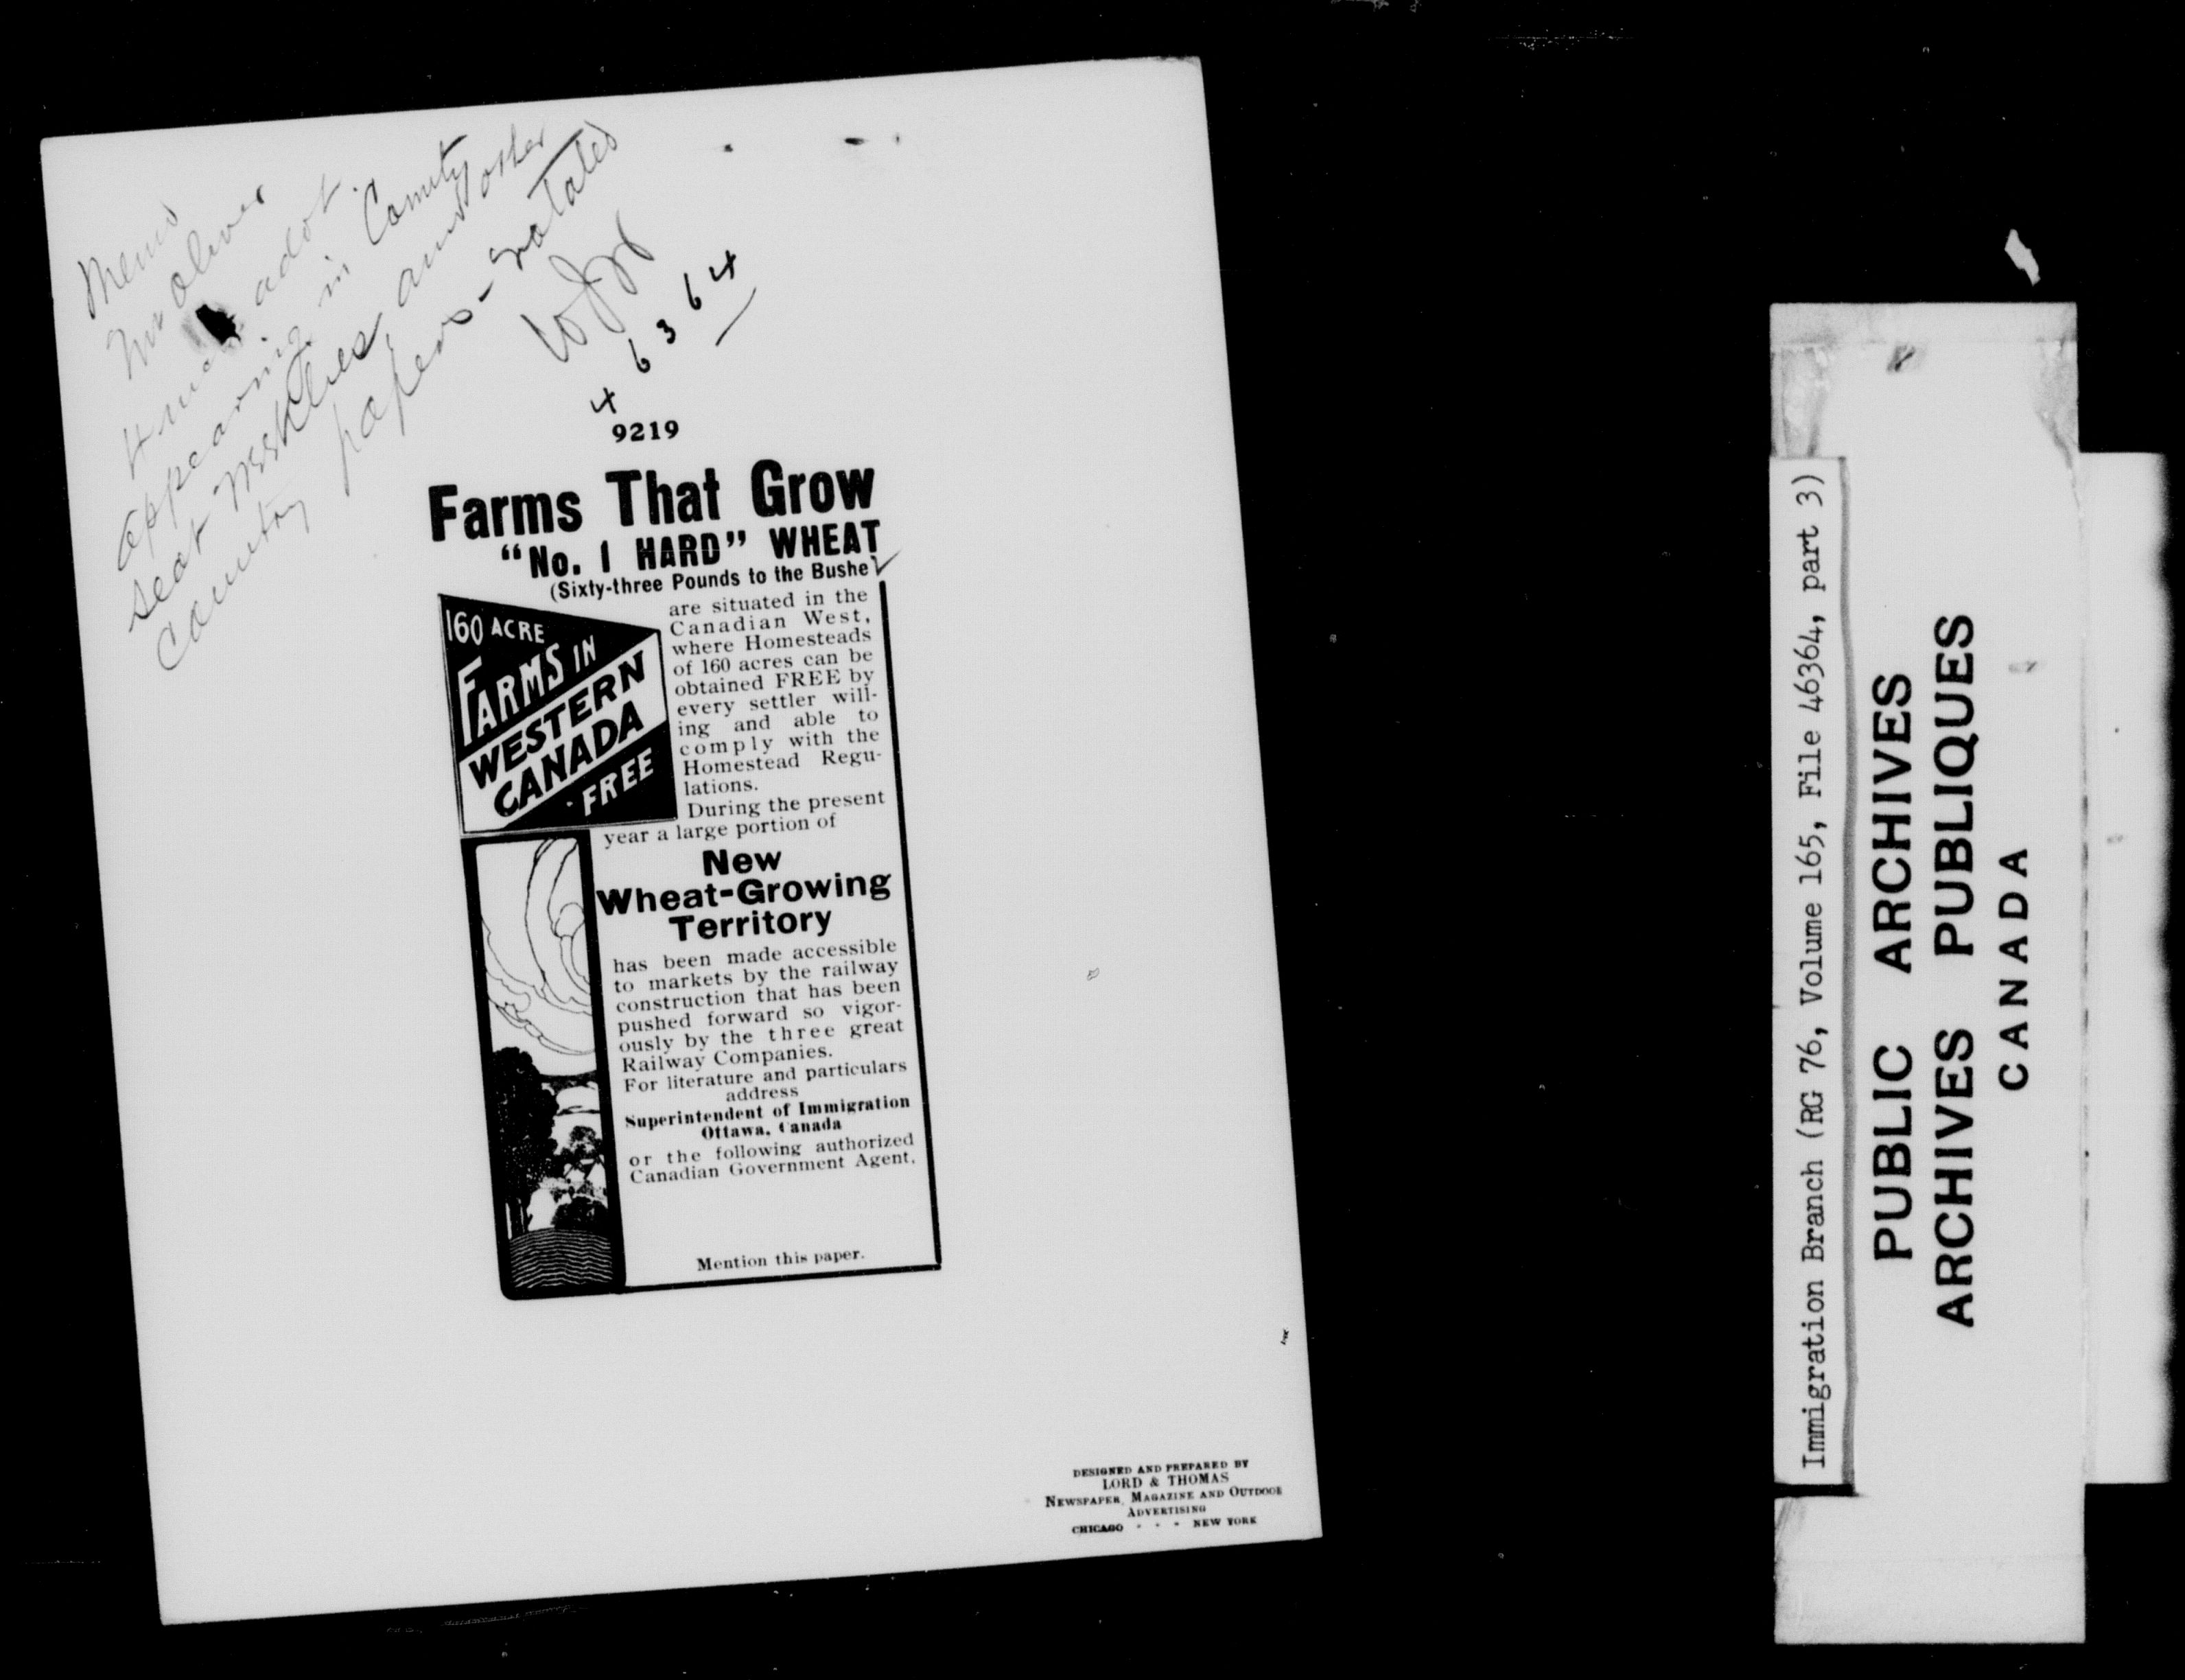 Memo
Mr Oliver
advt
appearing in County
seat weeklies and other
country papers - States
46364
9219
Farms That Grow
“No. 1 HARD” WHEAT
(Sixty-three Pounds to the Bushel
160 ACRE
FARMS IN
WESTERN
CANADA
FREE
are situated in the
Canadian West,
where Homesteads
of 160 acres can be
obtained FREE by
every settler will-
ing and able to
comply with the
Homestead Regu-
lations.
During the present
year a large portion of
New
Wheat-Growing
Territory
has been made accessible
to markets by the railway
construction that has been
pushed forward so vigor-
ously by the three great
Railway Companies.
For literature and particulars
address
Superintendent of Immigration
Ottawa, Canada
or the following authorized
Canadian Government Agent.
Mention this paper.
DESIGNED AND PREPARED BY
LORD & THOMAS
NEWSPAPER, MAGAZINE AND OUTDOOR
ADVERTISING
CHICAGO - - - NEW YORK
Immigration Branch (RG 76, Volume 165, File 46364, part 3)
PUBLIC ARCHIVES
ARCHIVES PUBLIQUES
CANADA